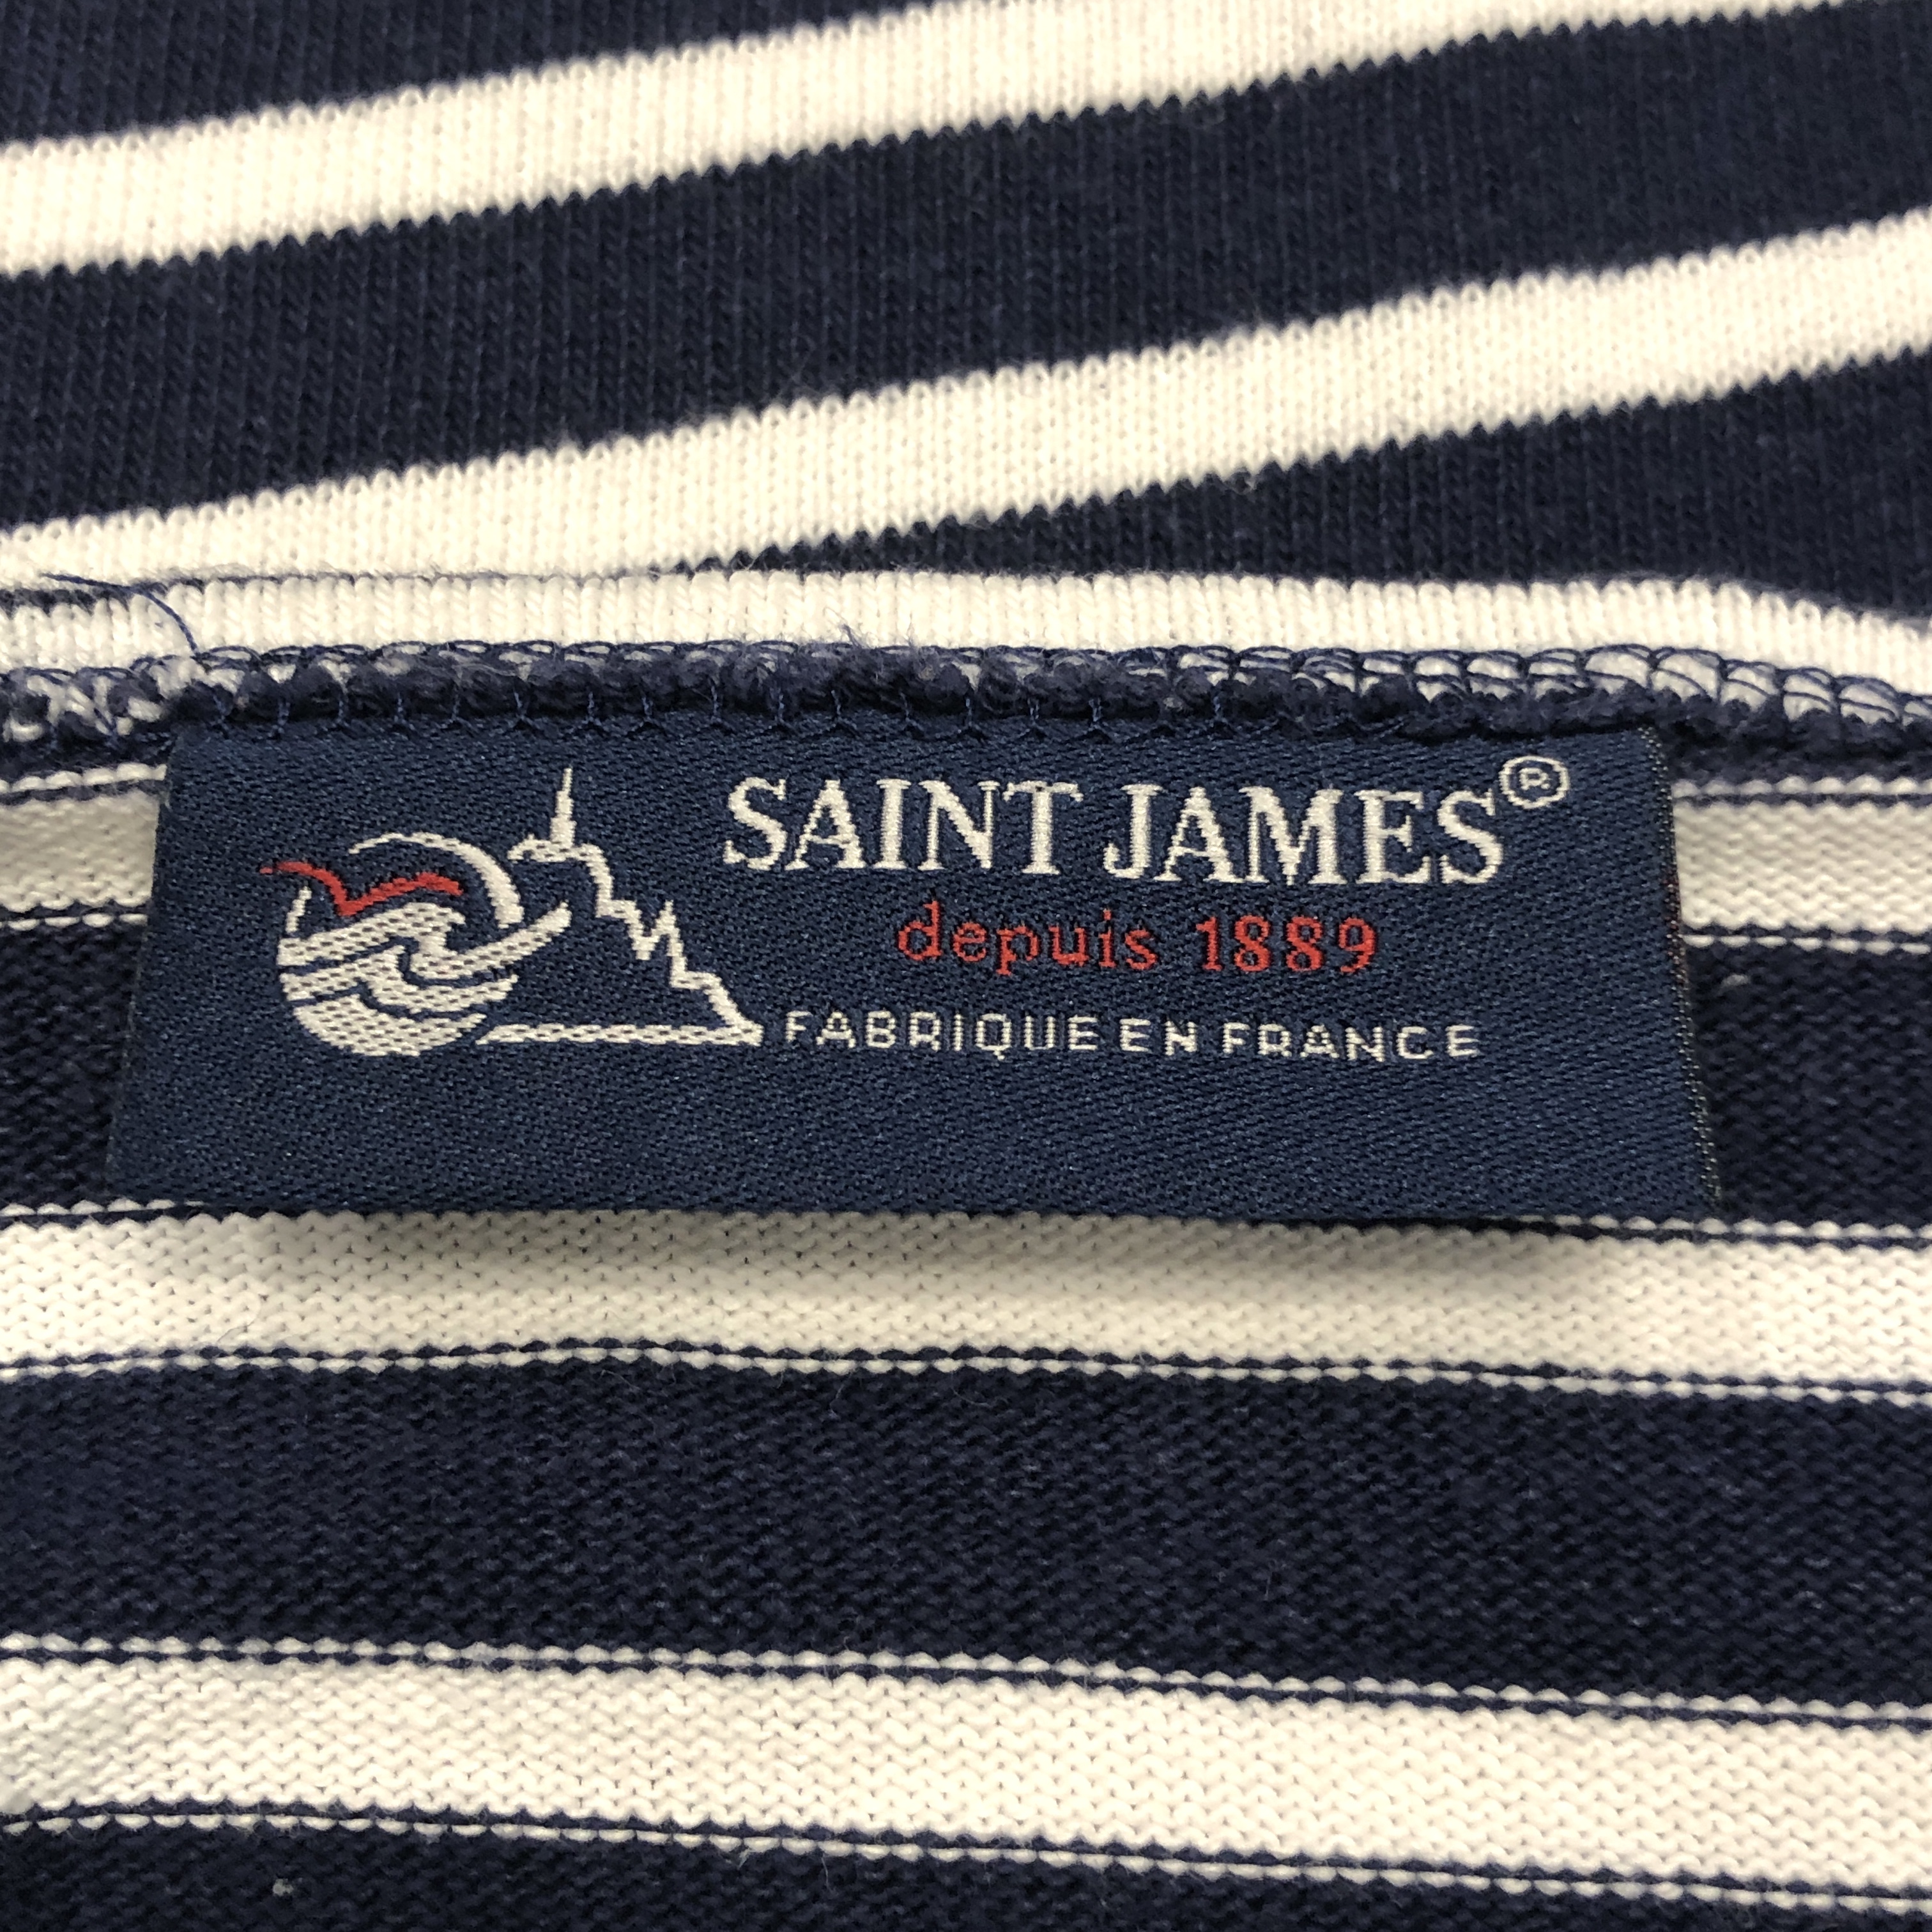 SAINT JAMES®
depuis 1889
FABRIQUE EN FRANCE